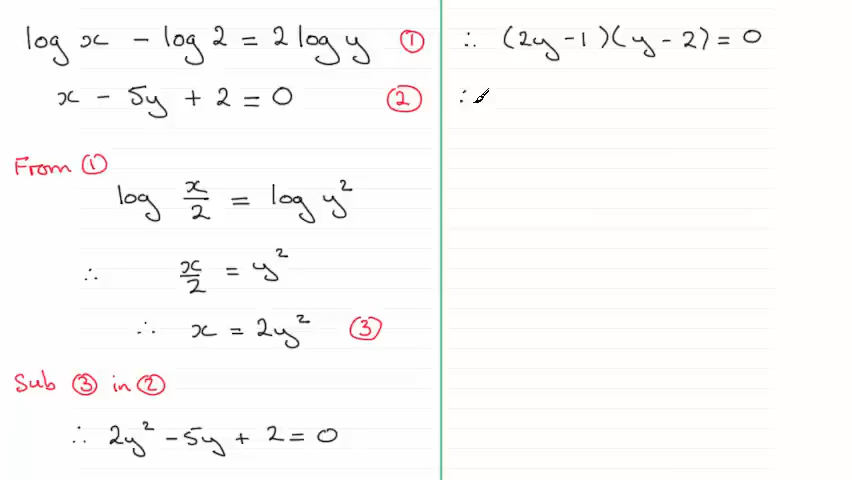 log x - log 2 = 2 log y ①
x - 5y + 2 = 0 ②
From ①
log x/2 = log y²
∴ x/2 = y²
∴ x = 2y² ③
Sub ③ in ②
∴ 2y² - 5y + 2 = 0
∴ (2y - 1)(y - 2) = 0
∴